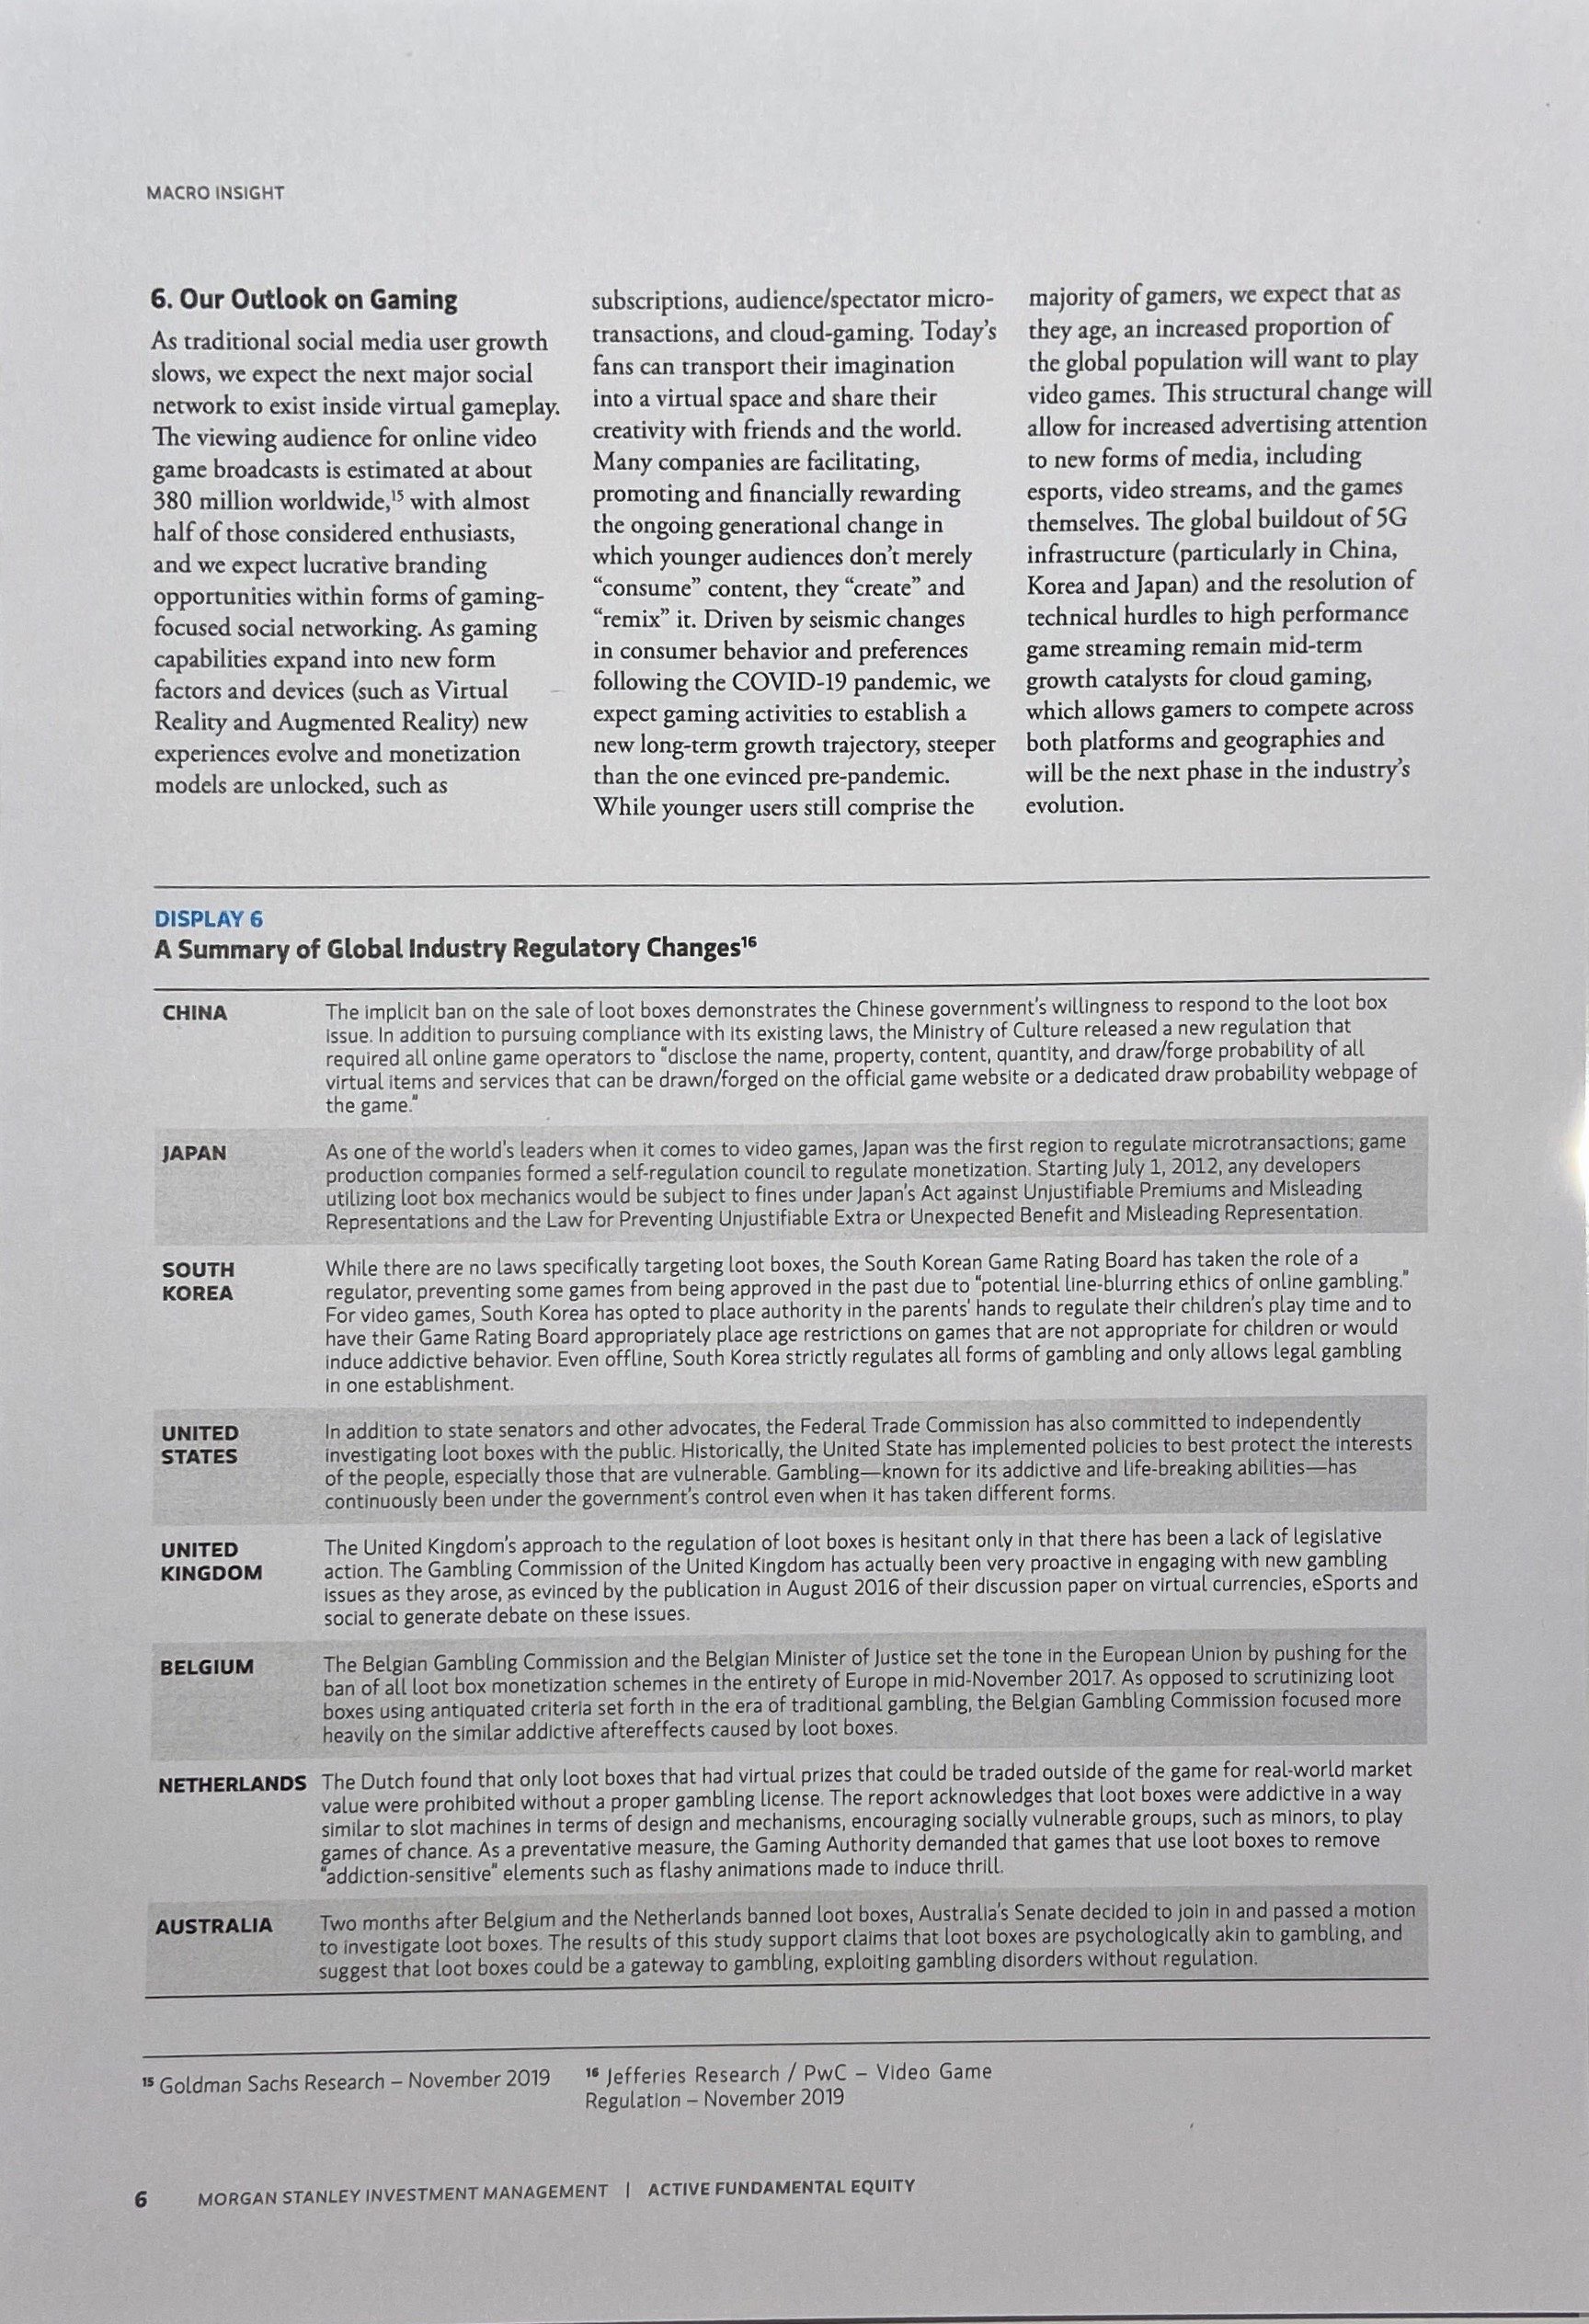 MACRO INSIGHT
6. Our Outlook on Gaming
As traditional social media user growth
slows, we expect the next major social
network to exist inside virtual gameplay.
The viewing audience for online video
game broadcasts is estimated at about
380 million worldwide,¹⁵ with almost
half of those considered enthusiasts,
and we expect lucrative branding
opportunities within forms of gaming-
focused social networking. As gaming
capabilities expand into new form
factors and devices (such as Virtual
Reality and Augmented Reality) new
experiences evolve and monetization
models are unlocked, such as
subscriptions, audience/spectator micro-
transactions, and cloud-gaming. Today's
fans can transport their imagination
into a virtual space and share their
creativity with friends and the world.
Many companies are facilitating,
promoting and financially rewarding
the ongoing generational change in
which younger audiences don't merely
“consume” content, they “create” and
“remix” it. Driven by seismic changes
in consumer behavior and preferences
following the COVID-19 pandemic, we
expect gaming activities to establish a
new long-term growth trajectory, steeper
than the one evinced pre-pandemic.
While younger users still comprise the
majority of gamers, we expect that as
they age, an increased proportion of
the global population will want to play
video games. This structural change will
allow for increased advertising attention
to new forms of media, including
esports, video streams, and the games
themselves. The global buildout of 5G
infrastructure (particularly in China,
Korea and Japan) and the resolution of
technical hurdles to high performance
game streaming remain mid-term
growth catalysts for cloud gaming,
which allows gamers to compete across
both platforms and geographies and
will be the next phase in the industry's
evolution.
DISPLAY 6
A Summary of Global Industry Regulatory Changes¹⁶
CHINA
The implicit ban on the sale of loot boxes demonstrates the Chinese government's willingness to respond to the loot box
issue. In addition to pursuing compliance with its existing laws, the Ministry of Culture released a new regulation that
required all online game operators to “disclose the name, property, content, quantity, and draw/forge probability of all
virtual items and services that can be drawn/forged on the official game website or a dedicated draw probability webpage of
the game.”
JAPAN
As one of the world's leaders when it comes to video games, Japan was the first region to regulate microtransactions; game
production companies formed a self-regulation council to regulate monetization. Starting July 1, 2012, any developers
utilizing loot box mechanics would be subject to fines under Japan's Act against Unjustifiable Premiums and Misleading
Representations and the Law for Preventing Unjustifiable Extra or Unexpected Benefit and Misleading Representation.
SOUTH
KOREA
While there are no laws specifically targeting loot boxes, the South Korean Game Rating Board has taken the role of a
regulator, preventing some games from being approved in the past due to “potential line-blurring ethics of online gambling.”
For video games, South Korea has opted to place authority in the parents' hands to regulate their children's play time and to
have their Game Rating Board appropriately place age restrictions on games that are not appropriate for children or would
induce addictive behavior. Even offline, South Korea strictly regulates all forms of gambling and only allows legal gambling
in one establishment.
UNITED
STATES
In addition to state senators and other advocates, the Federal Trade Commission has also committed to independently
investigating loot boxes with the public. Historically, the United State has implemented policies to best protect the interests
of the people, especially those that are vulnerable. Gambling—known for its addictive and life-breaking abilities—has
continuously been under the government's control even when it has taken different forms.
UNITED
KINGDOM
The United Kingdom's approach to the regulation of loot boxes is hesitant only in that there has been a lack of legislative
action. The Gambling Commission of the United Kingdom has actually been very proactive in engaging with new gambling
issues as they arose, as evinced by the publication in August 2016 of their discussion paper on virtual currencies, eSports and
social to generate debate on these issues.
BELGIUM
The Belgian Gambling Commission and the Belgian Minister of Justice set the tone in the European Union by pushing for the
ban of all loot box monetization schemes in the entirety of Europe in mid-November 2017. As opposed to scrutinizing loot
boxes using antiquated criteria set forth in the era of traditional gambling, the Belgian Gambling Commission focused more
heavily on the similar addictive aftereffects caused by loot boxes.
NETHERLANDS
The Dutch found that only loot boxes that had virtual prizes that could be traded outside of the game for real-world market
value were prohibited without a proper gambling license. The report acknowledges that loot boxes were addictive in a way
similar to slot machines in terms of design and mechanisms, encouraging socially vulnerable groups, such as minors, to play
games of chance. As a preventative measure, the Gaming Authority demanded that games that use loot boxes to remove
“addiction-sensitive” elements such as flashy animations made to induce thrill.
AUSTRALIA
Two months after Belgium and the Netherlands banned loot boxes, Australia's Senate decided to join in and passed a motion
to investigate loot boxes. The results of this study support claims that loot boxes are psychologically akin to gambling, and
suggest that loot boxes could be a gateway to gambling, exploiting gambling disorders without regulation.
¹⁵ Goldman Sachs Research – November 2019
¹⁶ Jefferies Research / PwC – Video Game
Regulation – November 2019
6 MORGAN STANLEY INVESTMENT MANAGEMENT | ACTIVE FUNDAMENTAL EQUITY